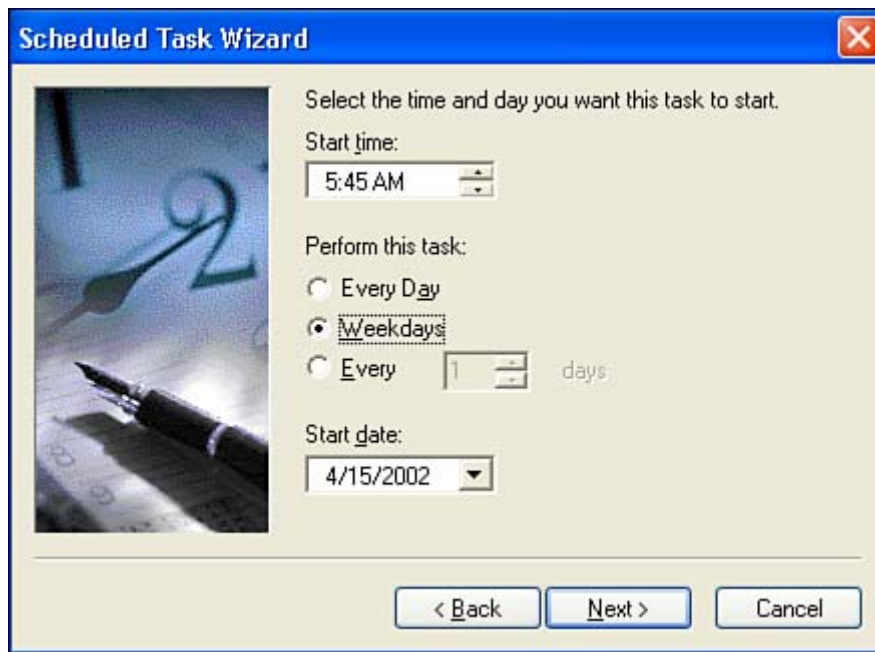 Scheduled Task Wizard
Select the time and day you want this task to start.
Start time:
5:45 AM
Perform this task:
Every Day
Weekdays
Every 1 days
Start date:
4/15/2002
< Back Next > Cancel